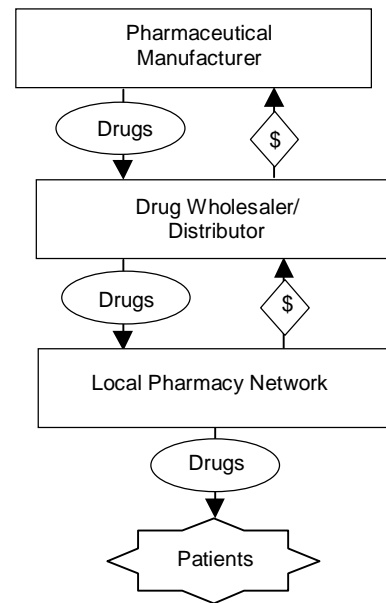 Pharmaceutical
Manufacturer
Drugs
$
Drug Wholesaler/
Distributor
Drugs
$
Local Pharmacy Network
Drugs
Patients